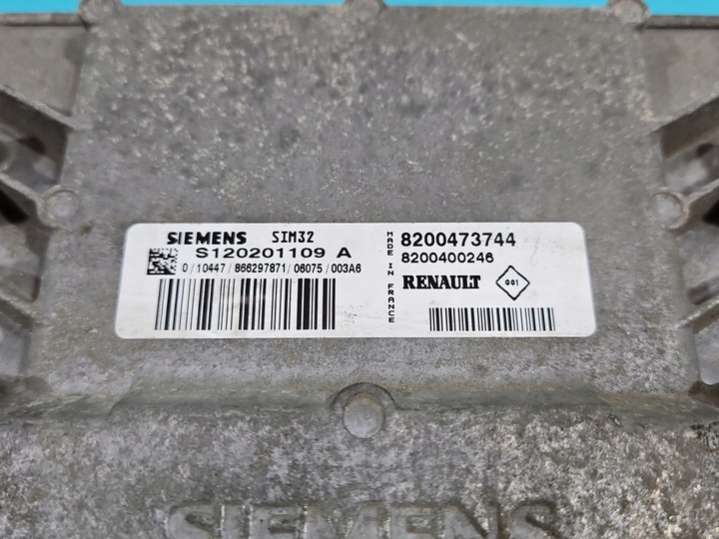 SIEMENS SIM32
S120201109 A
0/10447/866297871/06075/003A6
MADE IN FRANCE
8200473744
8200400246
RENAULT 001
SIEMENS